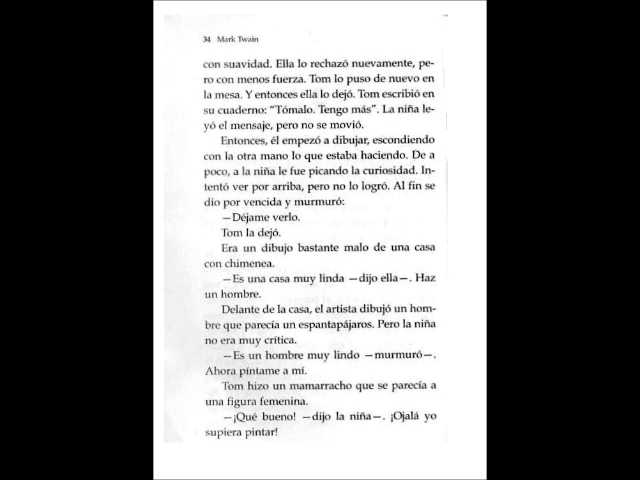 34 Mark Twain
con suavidad. Ella lo rechazó nuevamente, pe-
ro con menos fuerza. Tom lo puso de nuevo en
la mesa. Y entonces ella lo dejó. Tom escribió en
su cuaderno: “Tómalo. Tengo más”. La niña le-
yó el mensaje, pero no se movió.
Entonces, él empezó a dibujar, escondiendo
con la otra mano lo que estaba haciendo. De a
poco, a la niña le fue picando la curiosidad. In-
tentó ver por arriba, pero no lo logró. Al fin se
dio por vencida y murmuró:
—Déjame verlo.
Tom la dejó.
Era un dibujo bastante malo de una casa
con chimenea.
—Es una casa muy linda —dijo ella—. Haz
un hombre.
Delante de la casa, el artista dibujó un hom-
bre que parecía un espantapájaros. Pero la niña
no era muy crítica.
—Es un hombre muy lindo —murmuró—.
Ahora píntame a mí.
Tom hizo un mamarracho que se parecía a
una figura femenina.
—¡Qué bueno! —dijo la niña—. ¡Ojalá yo
supiera pintar!